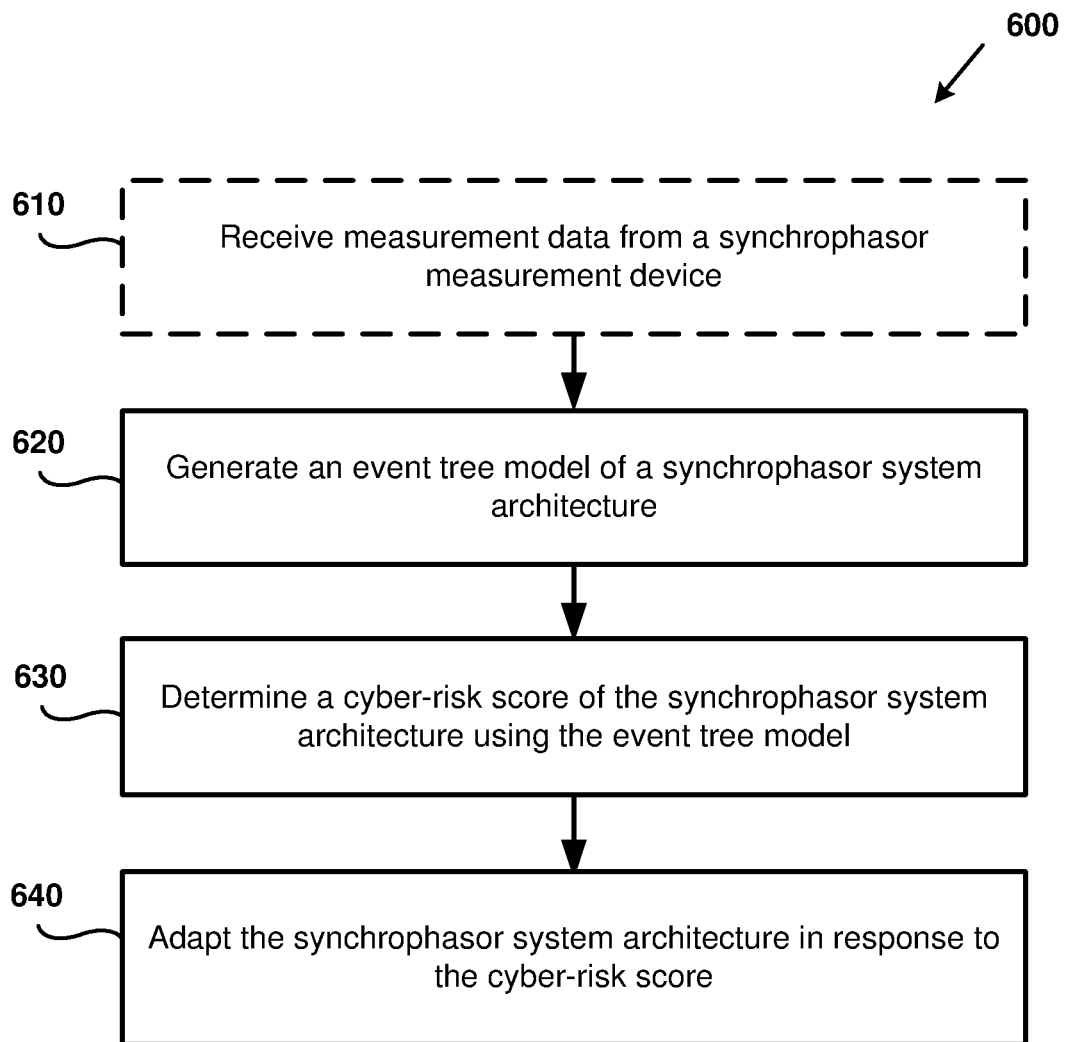 600
610
Receive measurement data from a synchrophasor
measurement device
620
Generate an event tree model of a synchrophasor system
architecture
630
Determine a cyber-risk score of the synchrophasor system
architecture using the event tree model
640
Adapt the synchrophasor system architecture in response to
the cyber-risk score